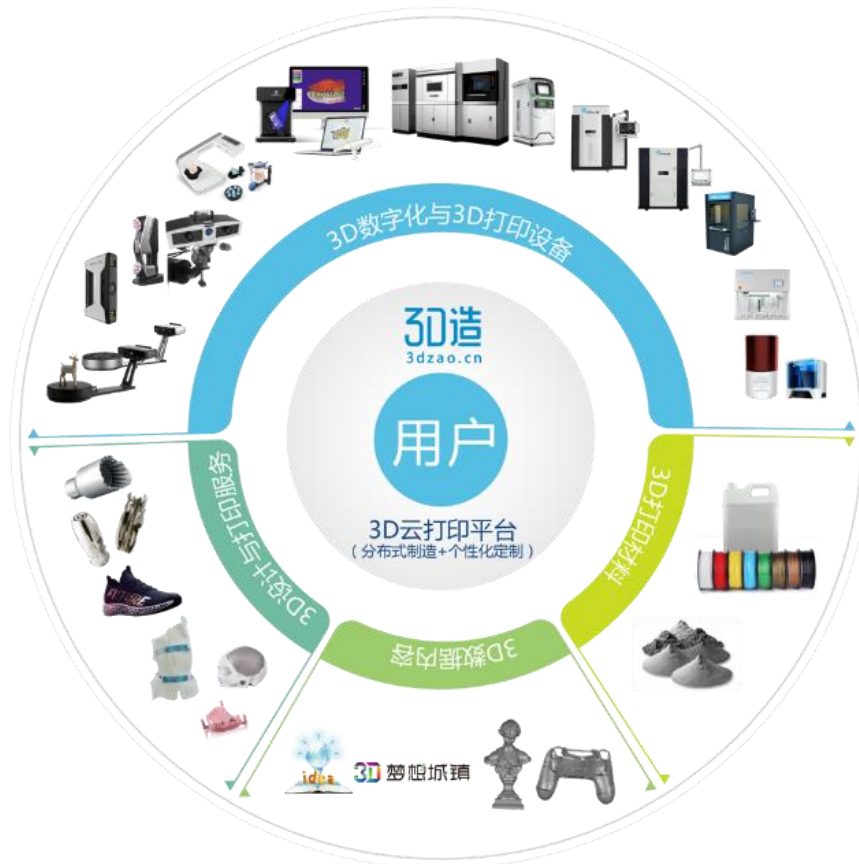 3D数字化与3D打印设备
3D造
3dzao.cn
用户
3D云打印平台
(分布式制造+个性化定制)
3D设计与打印服务
3D打印材料
3D数据内容
idea
3D 梦想城镇